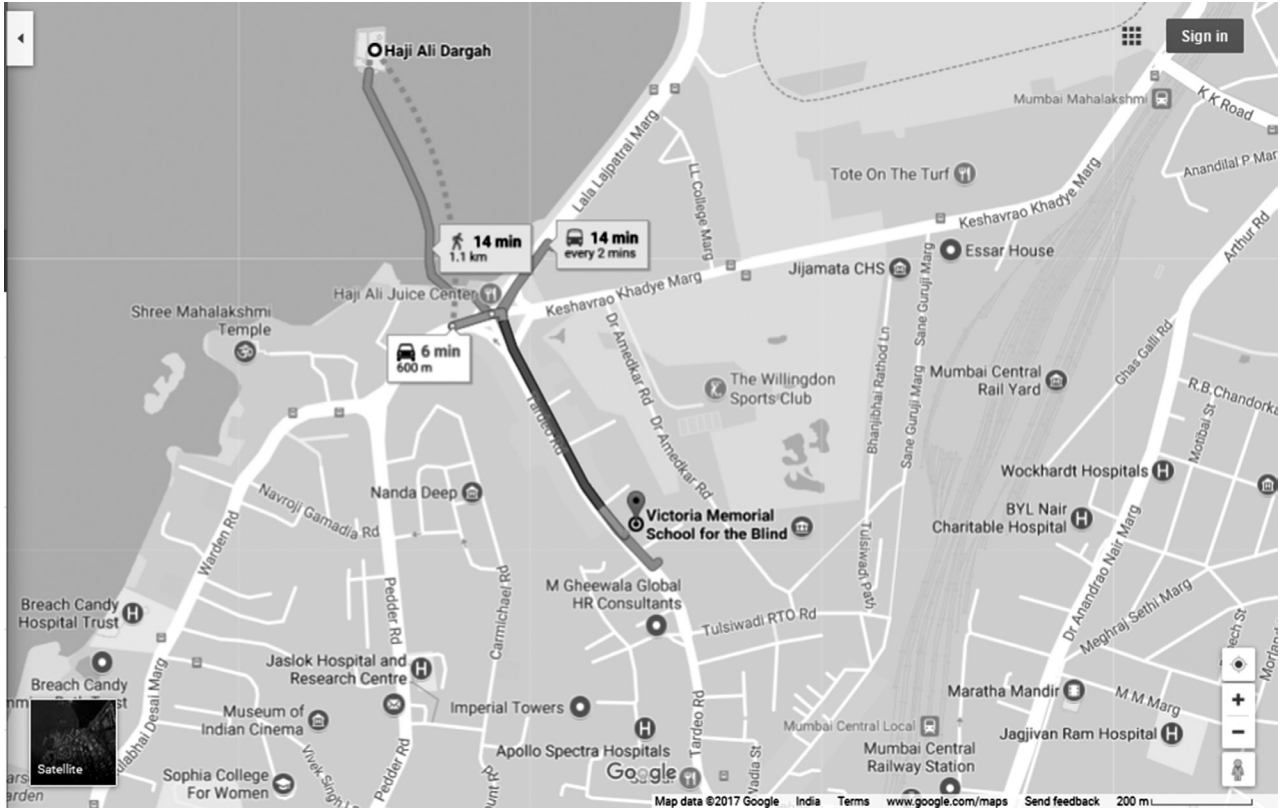 Haji Ali Dargah
Sign in
Mumbai Mahalakshmi
K K Road
Lala Lajpatrai Marg
LL College Marg
Tote On The Turf
Keshavrao Khadye Marg
Arthur Rd
14 min
1.1 km
14 min
every 2 mins
Essar House
Jijamata CHS
Sane Guruji Marg
Haji Ali Juice Center
Keshavrao Khadye Marg
Shree Mahalakshmi
Temple
6 min
600 m
Dr Amedkar Rd
Bhanjibhai Rathod Ln
Ghas Galli Rd
The Willingdon
Sports Club
Mumbai Central
Rail Yard
Tardeo Rd
Sane Guruji Marg
Motibai St
Dr Amedkar Rd
Wockhardt Hospitals
Nanda Deep
Navroji Gamadia Rd
Victoria Memorial
School for the Blind
BYL Nair
Charitable Hospital
Warden Rd
Tulsiwadi Path
Dr Anandrao Nair Marg
M Gheewala Global
HR Consultants
Pedder Rd
Carmichael Rd
Breach Candy
Hospital Trust
Tulsiwadi RTO Rd
Meghraj Sethi Marg
Jaslok Hospital and
Research Centre
Breach Candy
Maratha Mandir
M M Marg
Imperial Towers
Museum of
Indian Cinema
Tardeo Rd
Mumbai Central Local
Mumbai Central
Railway Station
Jagjivan Ram Hospital
Apollo Spectra Hospitals
Satellite
Sophia College
For Women
Pedder Rd
Google
Map data ©2017 Google India Terms www.google.com/maps Send feedback 200 m